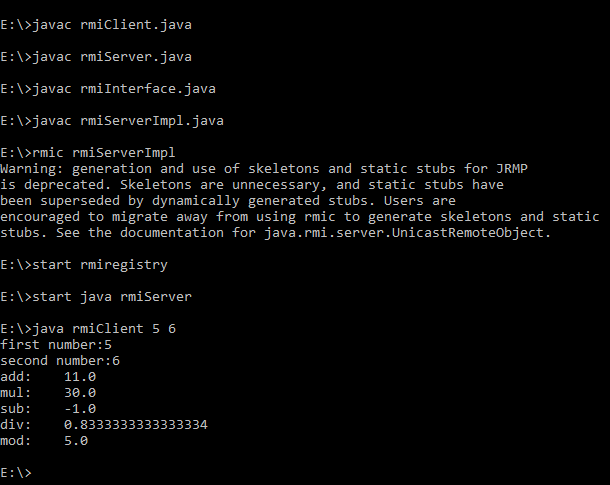 E:\>javac rmiClient.java
E:\>javac rmiServer.java
E:\>javac rmiInterface.java
E:\>javac rmiServerImpl.java
E:\>rmic rmiServerImpl
Warning: generation and use of skeletons and static stubs for JRMP
is deprecated. Skeletons are unnecessary, and static stubs have
been superseded by dynamically generated stubs. Users are
encouraged to migrate away from using rmic to generate skeletons and static
stubs. See the documentation for java.rmi.server.UnicastRemoteObject.
E:\>start rmiregistry
E:\>start java rmiServer
E:\>java rmiClient 5 6
first number:5
second number:6
add:    11.0
mul:    30.0
sub:    -1.0
div:    0.8333333333333334
mod:    5.0
E:\>